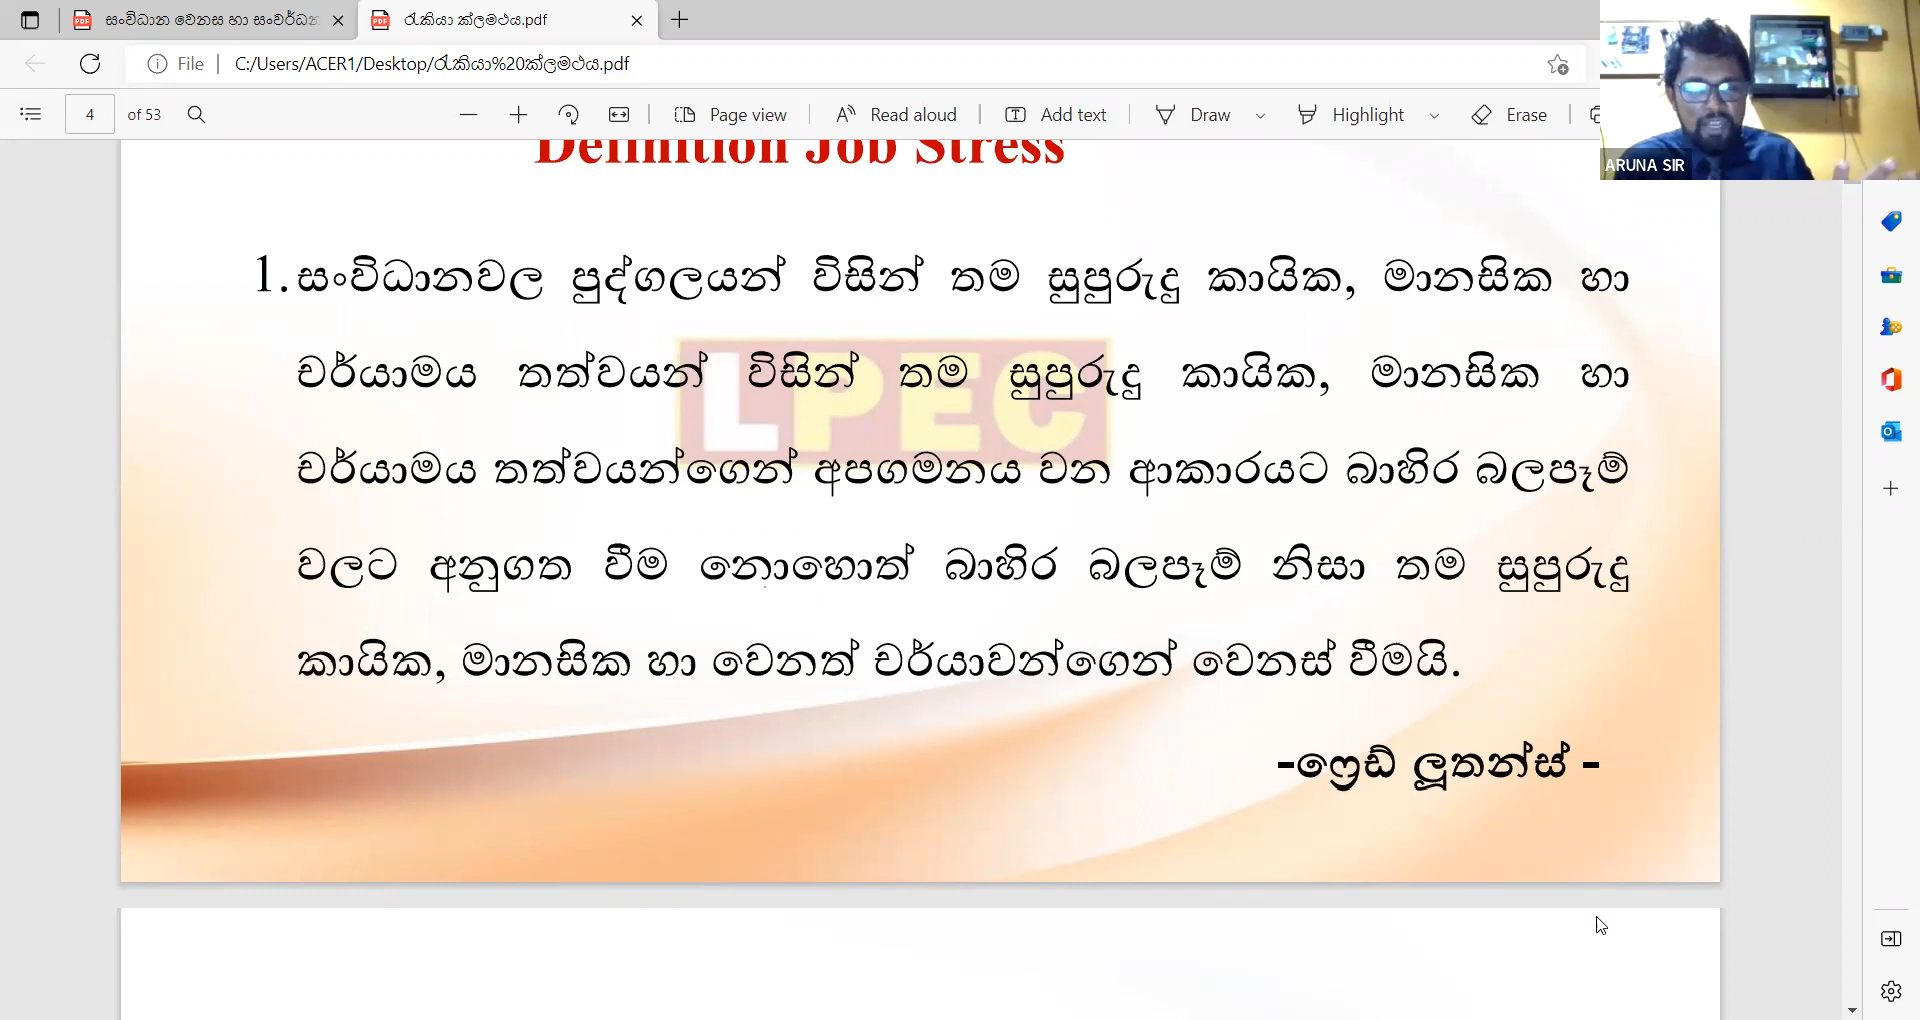 සංවිධාන වෙනස හා සංවර්ධන
රැකියා ක්ලමථය.pdf
File
C:/Users/ACER1/Desktop/රැකියා%20ක්ලමථය.pdf
4 of 53
Page view
Read aloud
Add text
Draw
Highlight
Erase
ARUNA SIR
Definition Job Stress
1. සංවිධානවල පුද්ගලයන් විසින් තම සුපුරුදු කායික, මානසික හා
චර්යාමය තත්වයන් විසින් තම සුපුරුදු කායික, මානසික හා
චර්යාමය තත්වයන්ගෙන් අපගමනය වන ආකාරයට බාහිර බලපෑම්
වලට අනුගත වීම නොහොත් බාහිර බලපෑම් නිසා තම සුපුරුදු
කායික, මානසික හා වෙනත් චර්යාවන්ගෙන් වෙනස් වීමයි.
-ෆ්‍රෙඩ් ලූතන්ස් -
LPEC